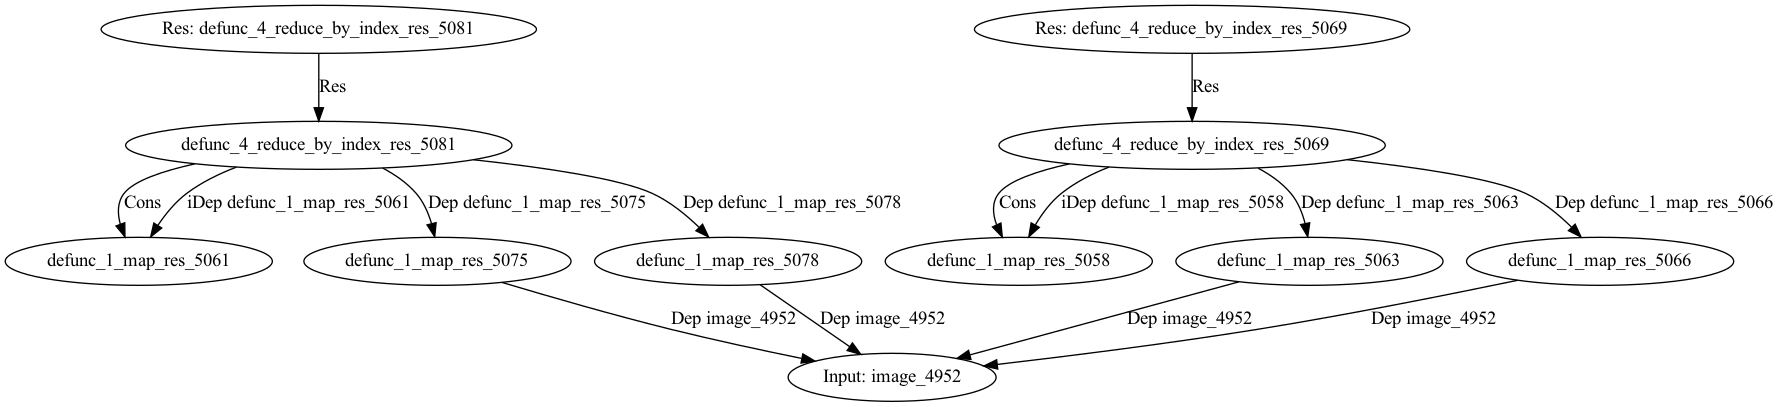 Res: defunc_4_reduce_by_index_res_5081
Res: defunc_4_reduce_by_index_res_5069
Res
Res
defunc_4_reduce_by_index_res_5081
defunc_4_reduce_by_index_res_5069
Cons
iDep defunc_1_map_res_5061
Dep defunc_1_map_res_5075
Dep defunc_1_map_res_5078
Cons
iDep defunc_1_map_res_5058
Dep defunc_1_map_res_5063
Dep defunc_1_map_res_5066
defunc_1_map_res_5061
defunc_1_map_res_5075
defunc_1_map_res_5078
defunc_1_map_res_5058
defunc_1_map_res_5063
defunc_1_map_res_5066
Dep image_4952
Dep image_4952
Dep image_4952
Dep image_4952
Input: image_4952